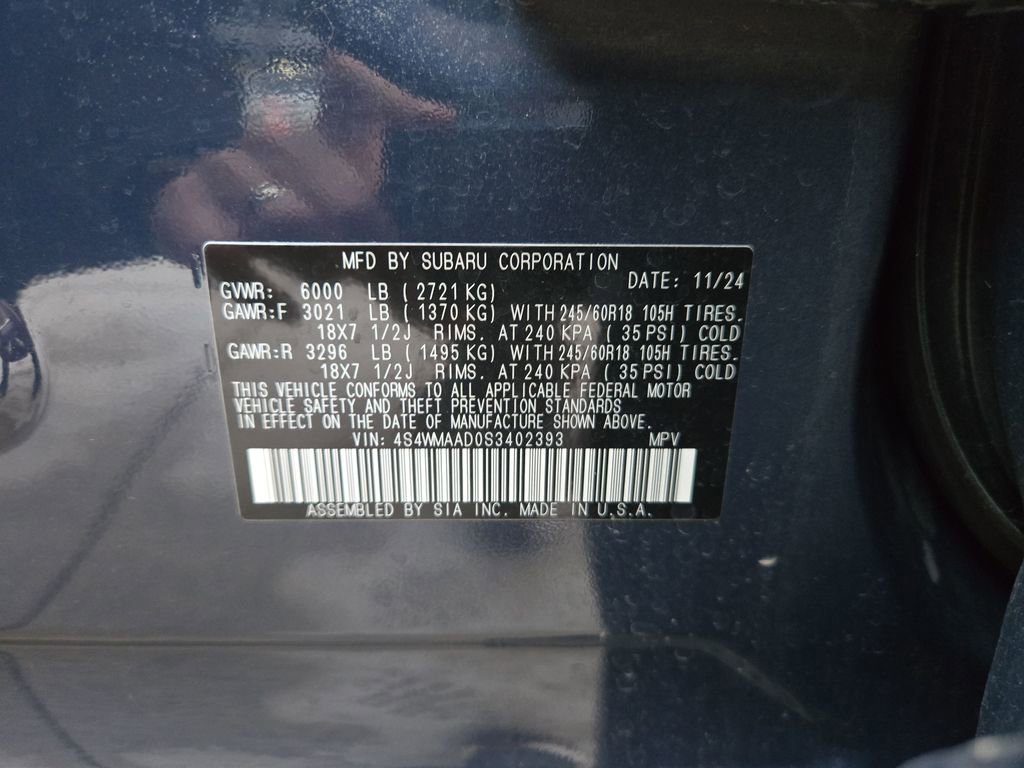 MFD BY SUBARU CORPORATION
DATE: 11/24
GVWR: 6000 LB (2721 KG)
GAWR:F 3021 LB (1370 KG) WITH 245/60R18 105H TIRES.
18X7 1/2J RIMS. AT 240 KPA (35 PSI) COLD
GAWR:R 3296 LB (1495 KG) WITH 245/60R18 105H TIRES.
18X7 1/2J RIMS. AT 240 KPA (35 PSI) COLD
THIS VEHICLE CONFORMS TO ALL APPLICABLE FEDERAL MOTOR
VEHICLE SAFETY AND THEFT PREVENTION STANDARDS
IN EFFECT ON THE DATE OF MANUFACTURE SHOWN ABOVE.
VIN: 4S4WMAAD0S3402393 MPV
ASSEMBLED BY SIA INC. MADE IN U.S.A.